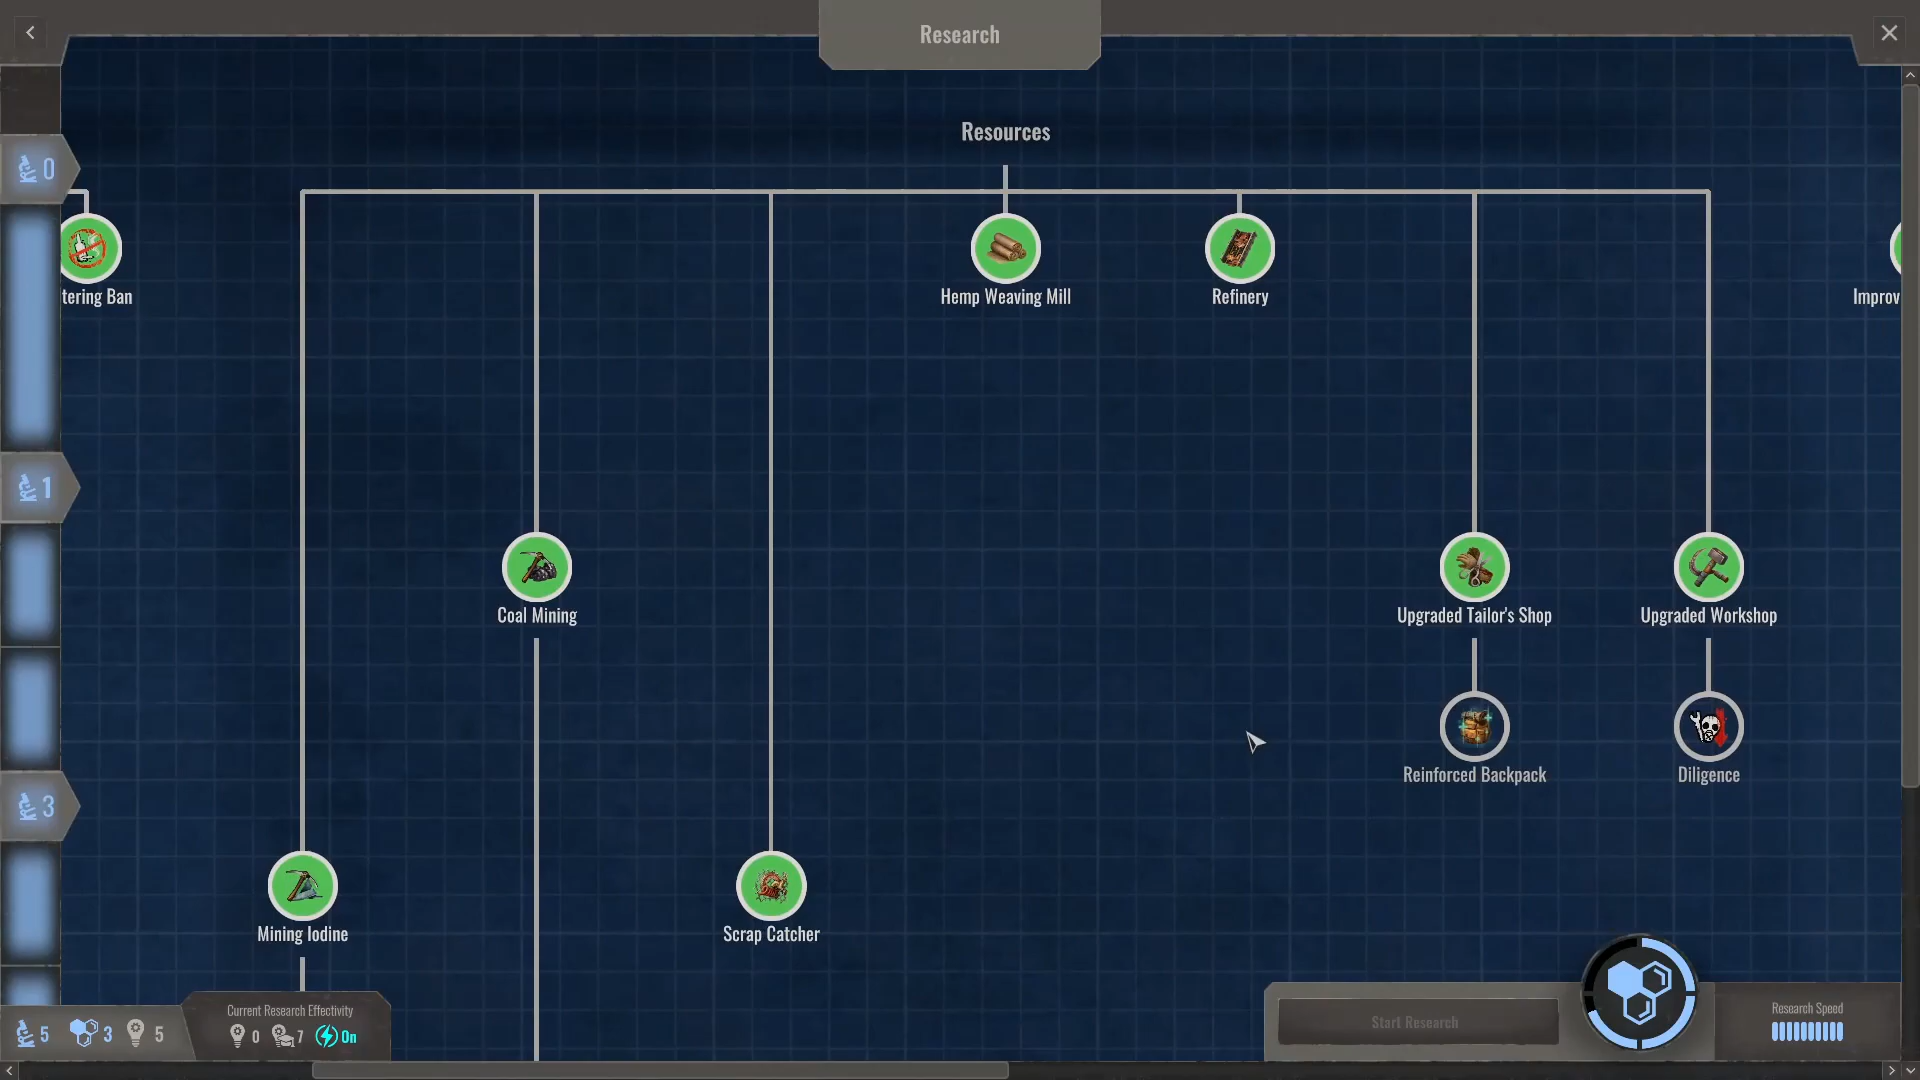 Research
Resources
0
tering Ban
Hemp Weaving Mill
Refinery
Improv
1
Coal Mining
Upgraded Tailor's Shop
Upgraded Workshop
Reinforced Backpack
Diligence
3
Mining Iodine
Scrap Catcher
5
3
5
Current Research Effectivity
0
7
On
Start Research
Research Speed